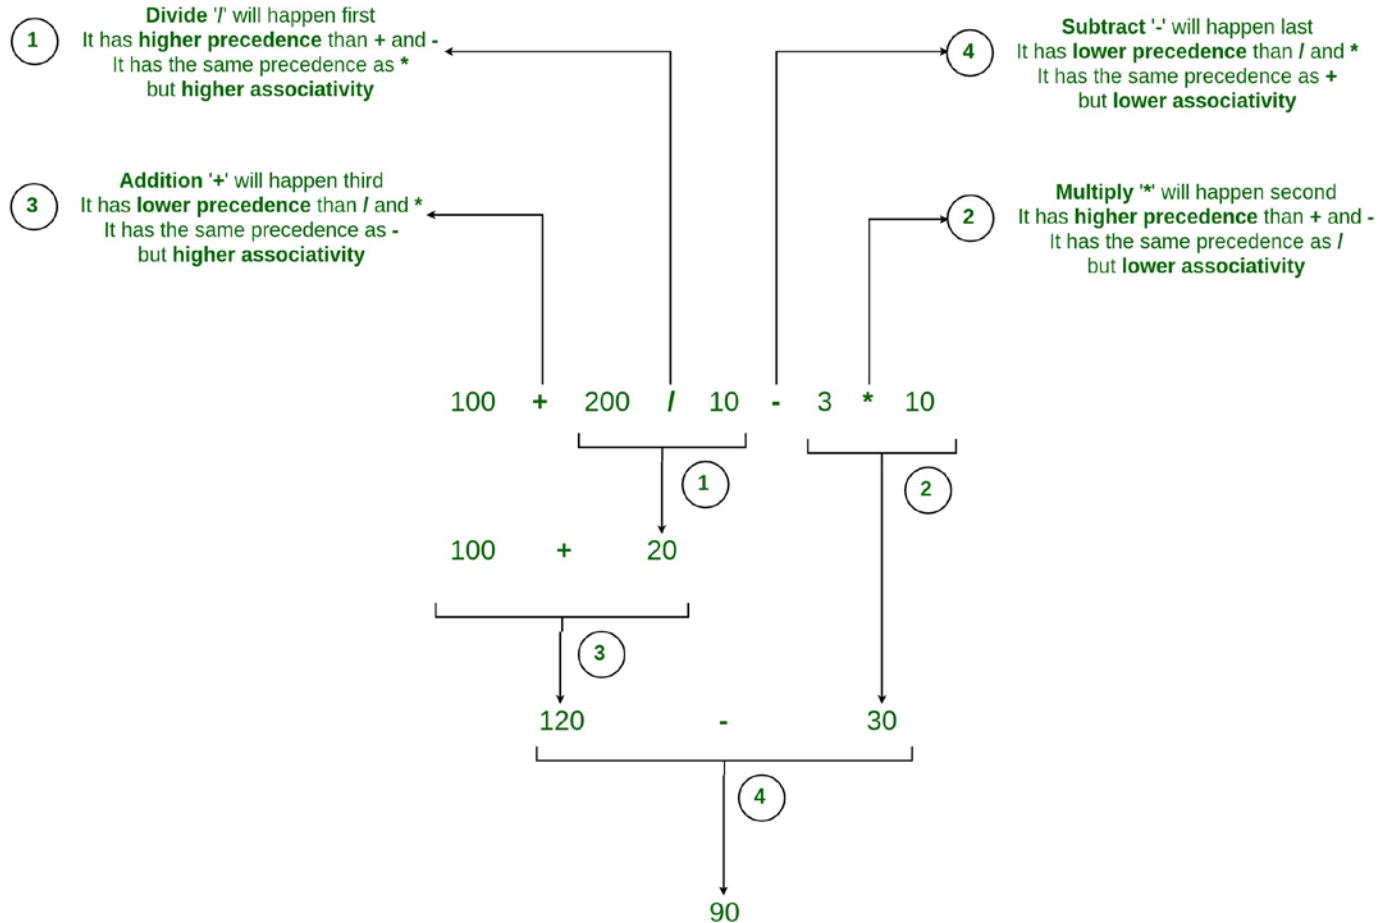 1
Divide '/' will happen first
It has higher precedence than + and -
It has the same precedence as *
but higher associativity
4
Subtract '-' will happen last
It has lower precedence than / and *
It has the same precedence as +
but lower associativity
3
Addition '+' will happen third
It has lower precedence than / and *
It has the same precedence as -
but higher associativity
2
Multiply '*' will happen second
It has higher precedence than + and -
It has the same precedence as /
but lower associativity
100 + 200 / 10 - 3 * 10
1
2
100 + 20
3
120 - 30
4
90